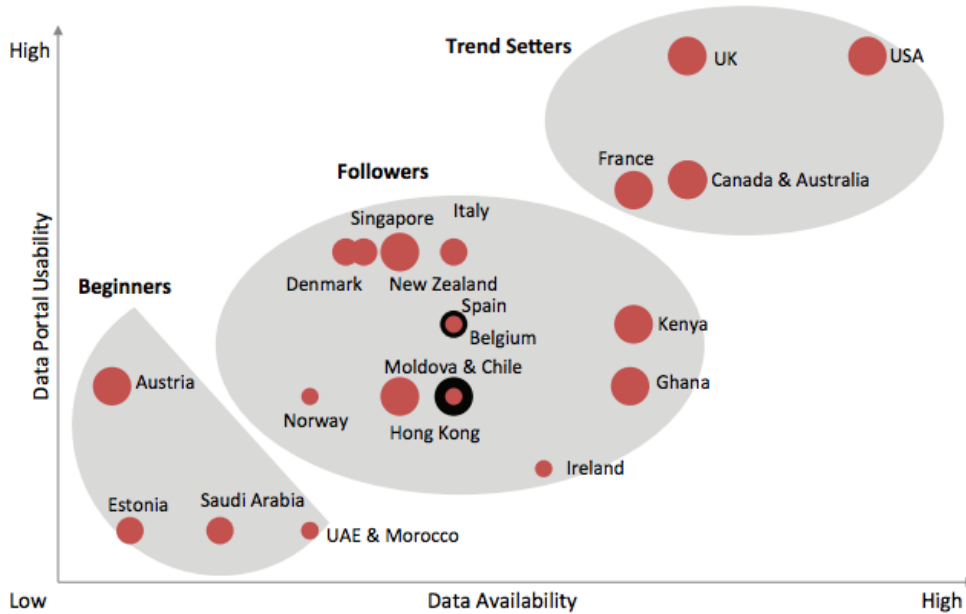 High
Trend Setters
UK
USA
France
Canada & Australia
Followers
Singapore
Italy
Denmark
New Zealand
Beginners
Spain
Belgium
Kenya
Data Portal Usability
Austria
Moldova & Chile
Ghana
Norway
Hong Kong
Ireland
Estonia
Saudi Arabia
UAE & Morocco
Low
Data Availability
High